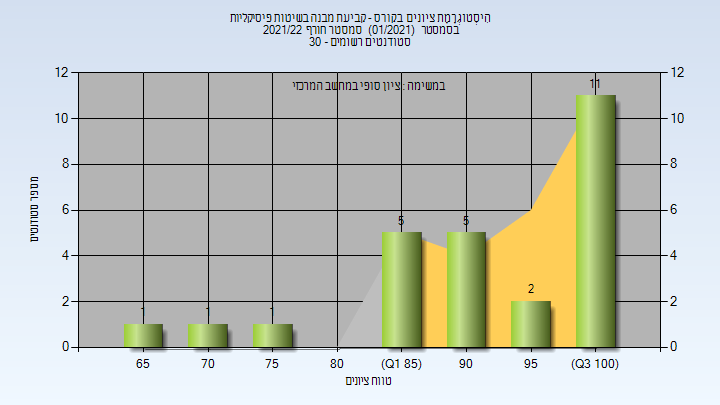 היסטוגרמת ציונים בקורס - קביעת מבנה בשיטות פיסיקליות
בסמסטר (01/2021) סמסטר חורף 2021/22
סטודנטים רשומים - 30
במשימה : ציון סופי במחשב המרכזי
12 12
11
10 10
8 8
6 6
5 5
4 4
2
2 2
1 1 1
0 0
65 70 75 80 (Q1 85) 90 95 (Q3 100)
מספר סטודנטים
טווח ציונים